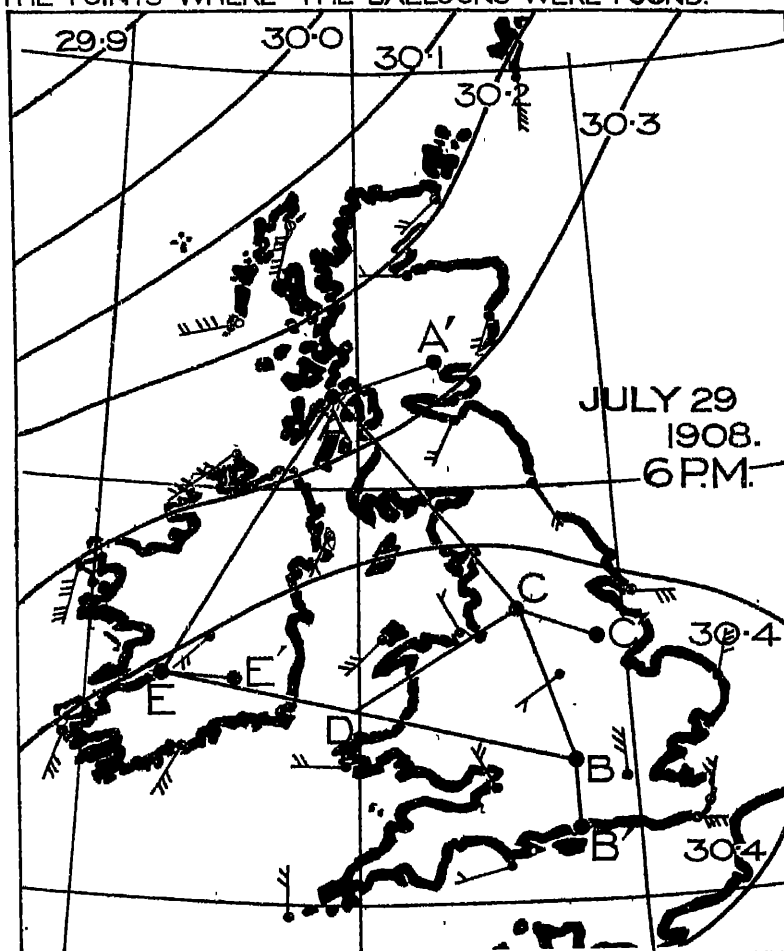 THE POINTS WHERE THE BALLOONS WERE FOUND.
29.9
30.0
30.1
30.2
30.3
A′
JULY 29
1908.
6 P.M.
A
C
C
30.4
E′
E
D
B
B′
30.4